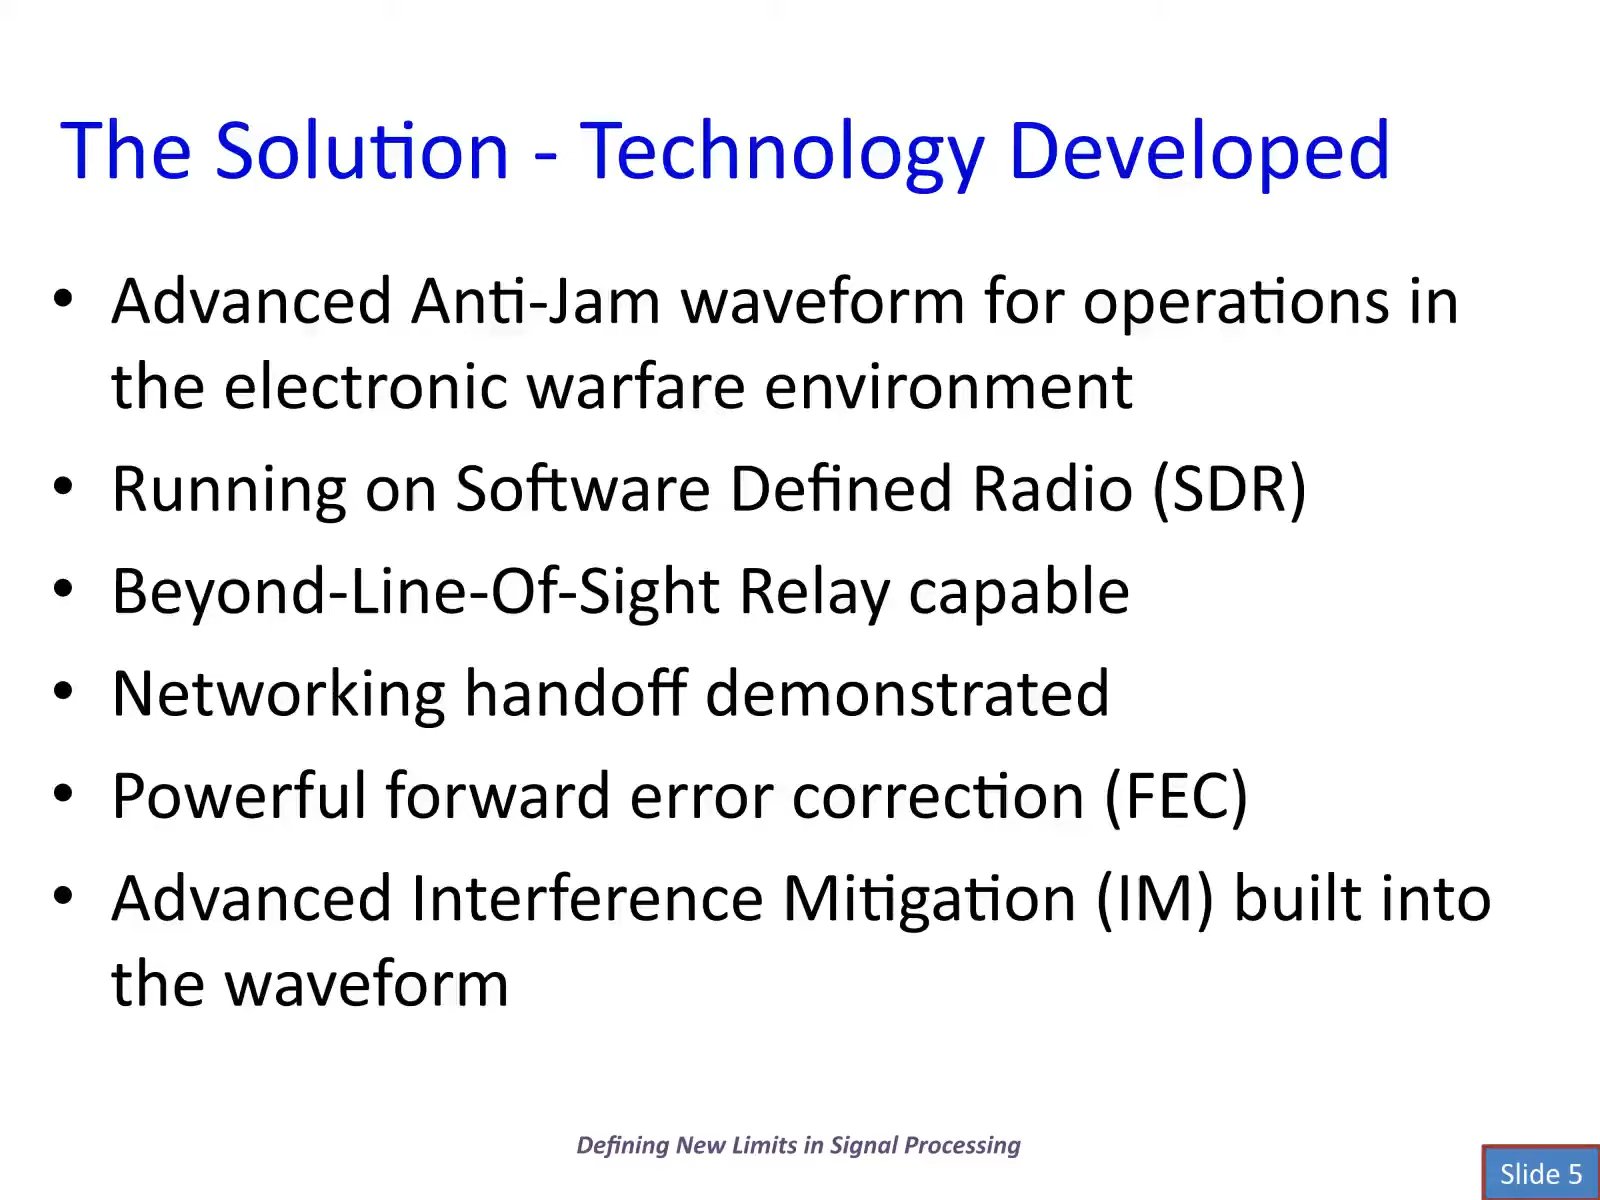 The Solution - Technology Developed
• Advanced Anti-Jam waveform for operations in
the electronic warfare environment
• Running on Software Defined Radio (SDR)
• Beyond-Line-Of-Sight Relay capable
• Networking handoff demonstrated
• Powerful forward error correction (FEC)
• Advanced Interference Mitigation (IM) built into
the waveform
Defining New Limits in Signal Processing
Slide 5